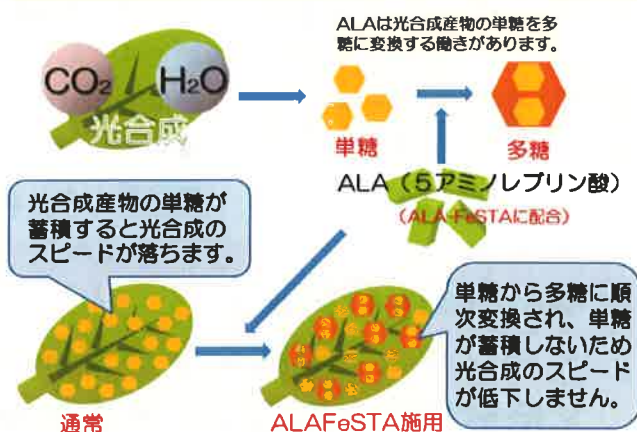 ALAは光合成産物の単糖を多
糖に変換する働きがあります。
CO₂ H₂O
光合成
単糖
多糖
ALA（5アミノレブリン酸）
（ALA-FeSTAに配合）
光合成産物の単糖が
蓄積すると光合成の
スピードが落ちます。
単糖から多糖に順
次変換され、単糖
が蓄積しないため
光合成のスピード
が低下しません。
通常
ALAFeSTA施用